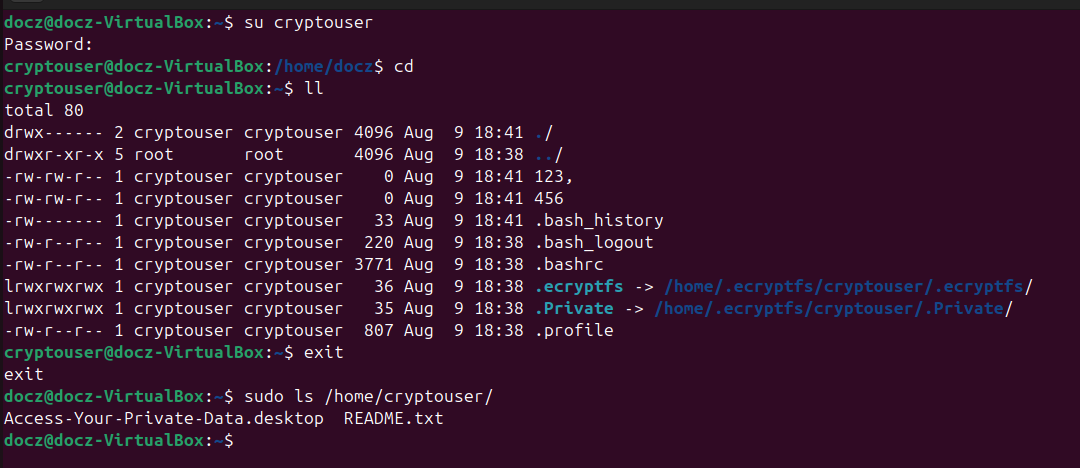 docz@docz-VirtualBox:~$ su cryptouser
Password:
cryptouser@docz-VirtualBox:/home/docz$ cd
cryptouser@docz-VirtualBox:~$ ll
total 80
drwx------ 2 cryptouser cryptouser 4096 Aug  9 18:41 ./
drwxr-xr-x 5 root       root       4096 Aug  9 18:38 ../
-rw-rw-r-- 1 cryptouser cryptouser    0 Aug  9 18:41 123,
-rw-rw-r-- 1 cryptouser cryptouser    0 Aug  9 18:41 456
-rw------- 1 cryptouser cryptouser   33 Aug  9 18:41 .bash_history
-rw-r--r-- 1 cryptouser cryptouser  220 Aug  9 18:38 .bash_logout
-rw-r--r-- 1 cryptouser cryptouser 3771 Aug  9 18:38 .bashrc
lrwxrwxrwx 1 cryptouser cryptouser   36 Aug  9 18:38 .ecryptfs -> /home/.ecryptfs/cryptouser/.ecryptfs/
lrwxrwxrwx 1 cryptouser cryptouser   35 Aug  9 18:38 .Private -> /home/.ecryptfs/cryptouser/.Private/
-rw-r--r-- 1 cryptouser cryptouser  807 Aug  9 18:38 .profile
cryptouser@docz-VirtualBox:~$ exit
exit
docz@docz-VirtualBox:~$ sudo ls /home/cryptouser/
Access-Your-Private-Data.desktop  README.txt
docz@docz-VirtualBox:~$